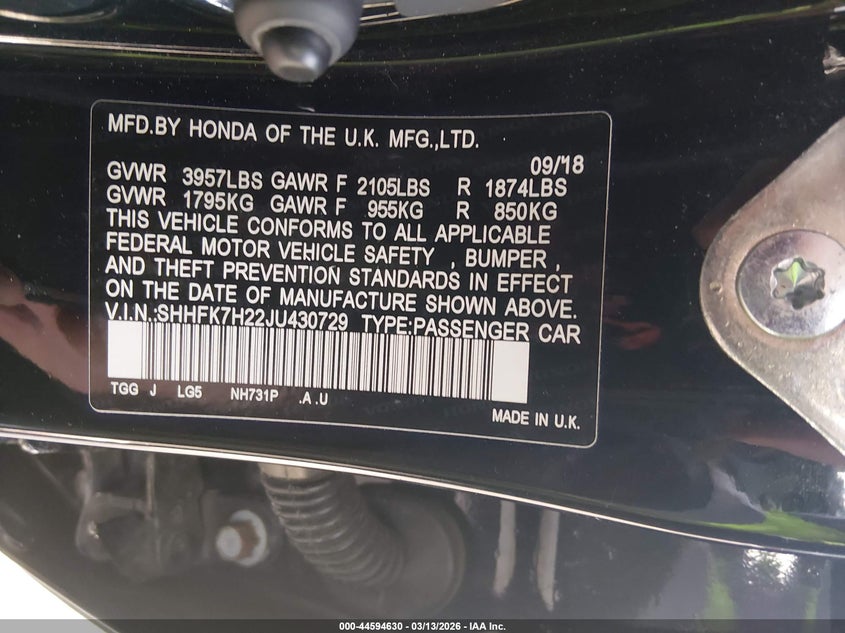 MFD.BY HONDA OF THE U.K. MFG.,LTD.
09/18
GVWR 3957LBS GAWR F 2105LBS R 1874LBS
GVWR 1795KG GAWR F 955KG R 850KG
THIS VEHICLE CONFORMS TO ALL APPLICABLE
FEDERAL MOTOR VEHICLE SAFETY , BUMPER ,
AND THEFT PREVENTION STANDARDS IN EFFECT
ON THE DATE OF MANUFACTURE SHOWN ABOVE.
V.I.N.:SHHFK7H22JU430729 TYPE:PASSENGER CAR
TGG J LG5 NH731P .A .U
MADE IN U.K.
000-44594630 - 03/13/2026 - IAA Inc.